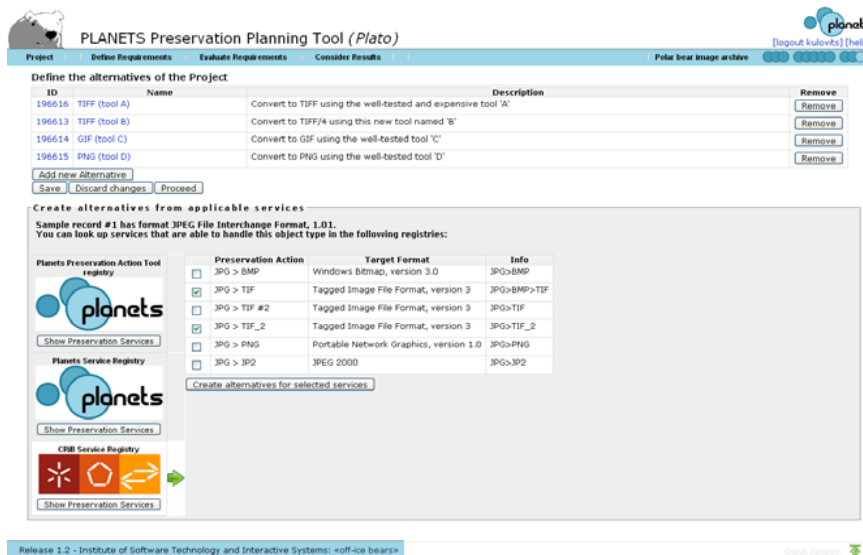 planets
PLANETS Preservation Planning Tool (Plato)
[logout kulovits] [help
Project Define Requirements Evaluate Requirements Consider Results Polar bear image archive
Define the alternatives of the Project
ID Name Description Remove
196616 TIFF (tool A) Convert to TIFF using the well-tested and expensive tool 'A' Remove
196613 TIFF (tool B) Convert to TIFF/4 using this new tool named 'B' Remove
196614 GIF (tool C) Convert to GIF using the well-tested tool 'C' Remove
196615 PNG (tool D) Convert to PNG using the well-tested tool 'D' Remove
Add new Alternative
Save Discard changes Proceed
Create alternatives from applicable services
Sample record #1 has format JPEG File Interchange Format, 1.01.
You can look up services that are able to handle this object type in the following registries:
Planets Preservation Action Tool
registry
planets
Show Preservation Services
Planets Service Registry
planets
Show Preservation Services
CRiB Service Registry
Show Preservation Services
Preservation Action Target Format Info
JPG > BMP Windows Bitmap, version 3.0 JPG>BMP
JPG > TIF Tagged Image File Format, version 3 JPG>BMP>TIF
JPG > TIF #2 Tagged Image File Format, version 3 JPG>TIF
JPG > TIF_2 Tagged Image File Format, version 3 JPG>TIF_2
JPG > PNG Portable Network Graphics, version 1.0 JPG>PNG
JPG > JP2 JPEG 2000 JPG>JP2
Create alternatives for selected services
Release 1.2 - Institute of Software Technology and Interactive Systems: «off-ice bears»
Quick Access: